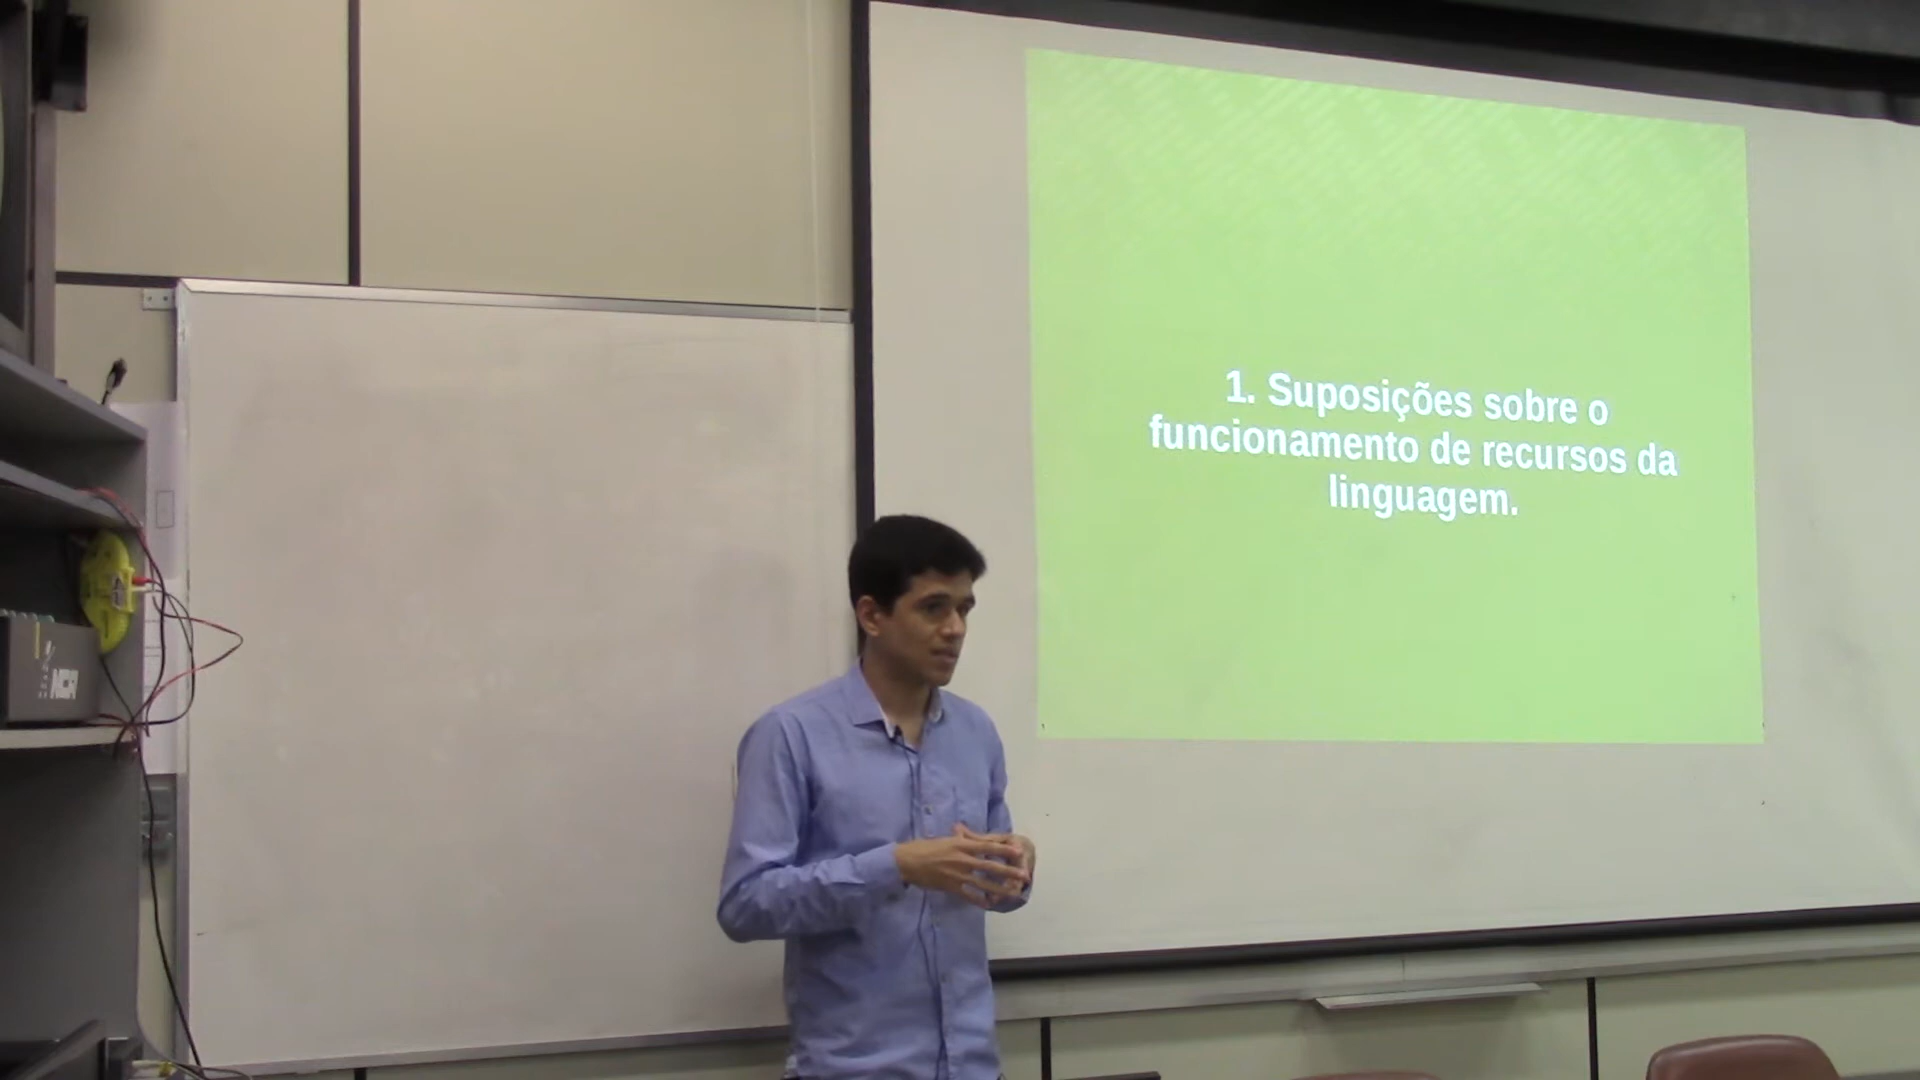 1. Suposições sobre o
funcionamento de recursos da
linguagem.